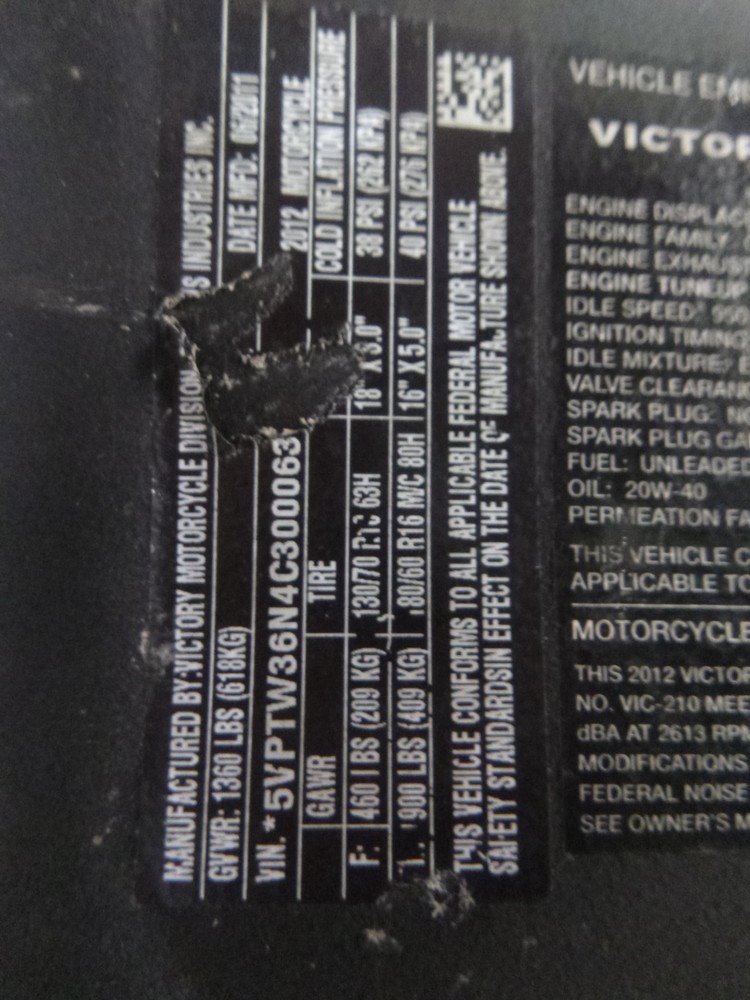 MANUFACTURED BY:VICTORY MOTORCYCLE DIVISION S INDUSTRIES INC.
GVWR: 1360 LBS (618KG) DATE MFD: 06/2011
VIN. *5VPTW36N4C300063 2012 MOTORCYCLE
GAWR TIRE COLD INFLATION PRESSURE
F: 460 LBS (209 KG) 130/70 63H 18" X 3.0" 38 PSI (262 KPA)
900 LBS (409 KG) 80/60 R16 M/C 80H 16" X 5.0" 40 PSI (276 KPA)
THIS VEHICLE CONFORMS TO ALL APPLICABLE FEDERAL MOTOR VEHICLE
SAFETY STANDARDSIN EFFECT ON THE DATE OF MANUFACTURE SHOWN ABOVE.
VEHICLE EMI
VICTOR
ENGINE DISPLAC
ENGINE FAMILY
ENGINE EXHAUS
ENGINE TUNEUP
IDLE SPEED: 950
IGNITION TIMING
IDLE MIXTURE:
VALVE CLEARAN
SPARK PLUG: N
SPARK PLUG GA
FUEL: UNLEADED
OIL: 20W-40
PERMEATION FA
THIS VEHICLE C
APPLICABLE TO
MOTORCYCLE
THIS 2012 VICTOR
NO. VIC-210 MEE
dBA AT 2613 RPM
MODIFICATIONS
FEDERAL NOISE
SEE OWNER'S M